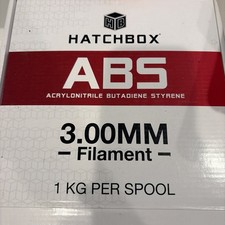 HATCHBOX®
ABS
ACRYLONITRILE BUTADIENE STYRENE
3.00MM
Filament
1 KG PER SPOOL